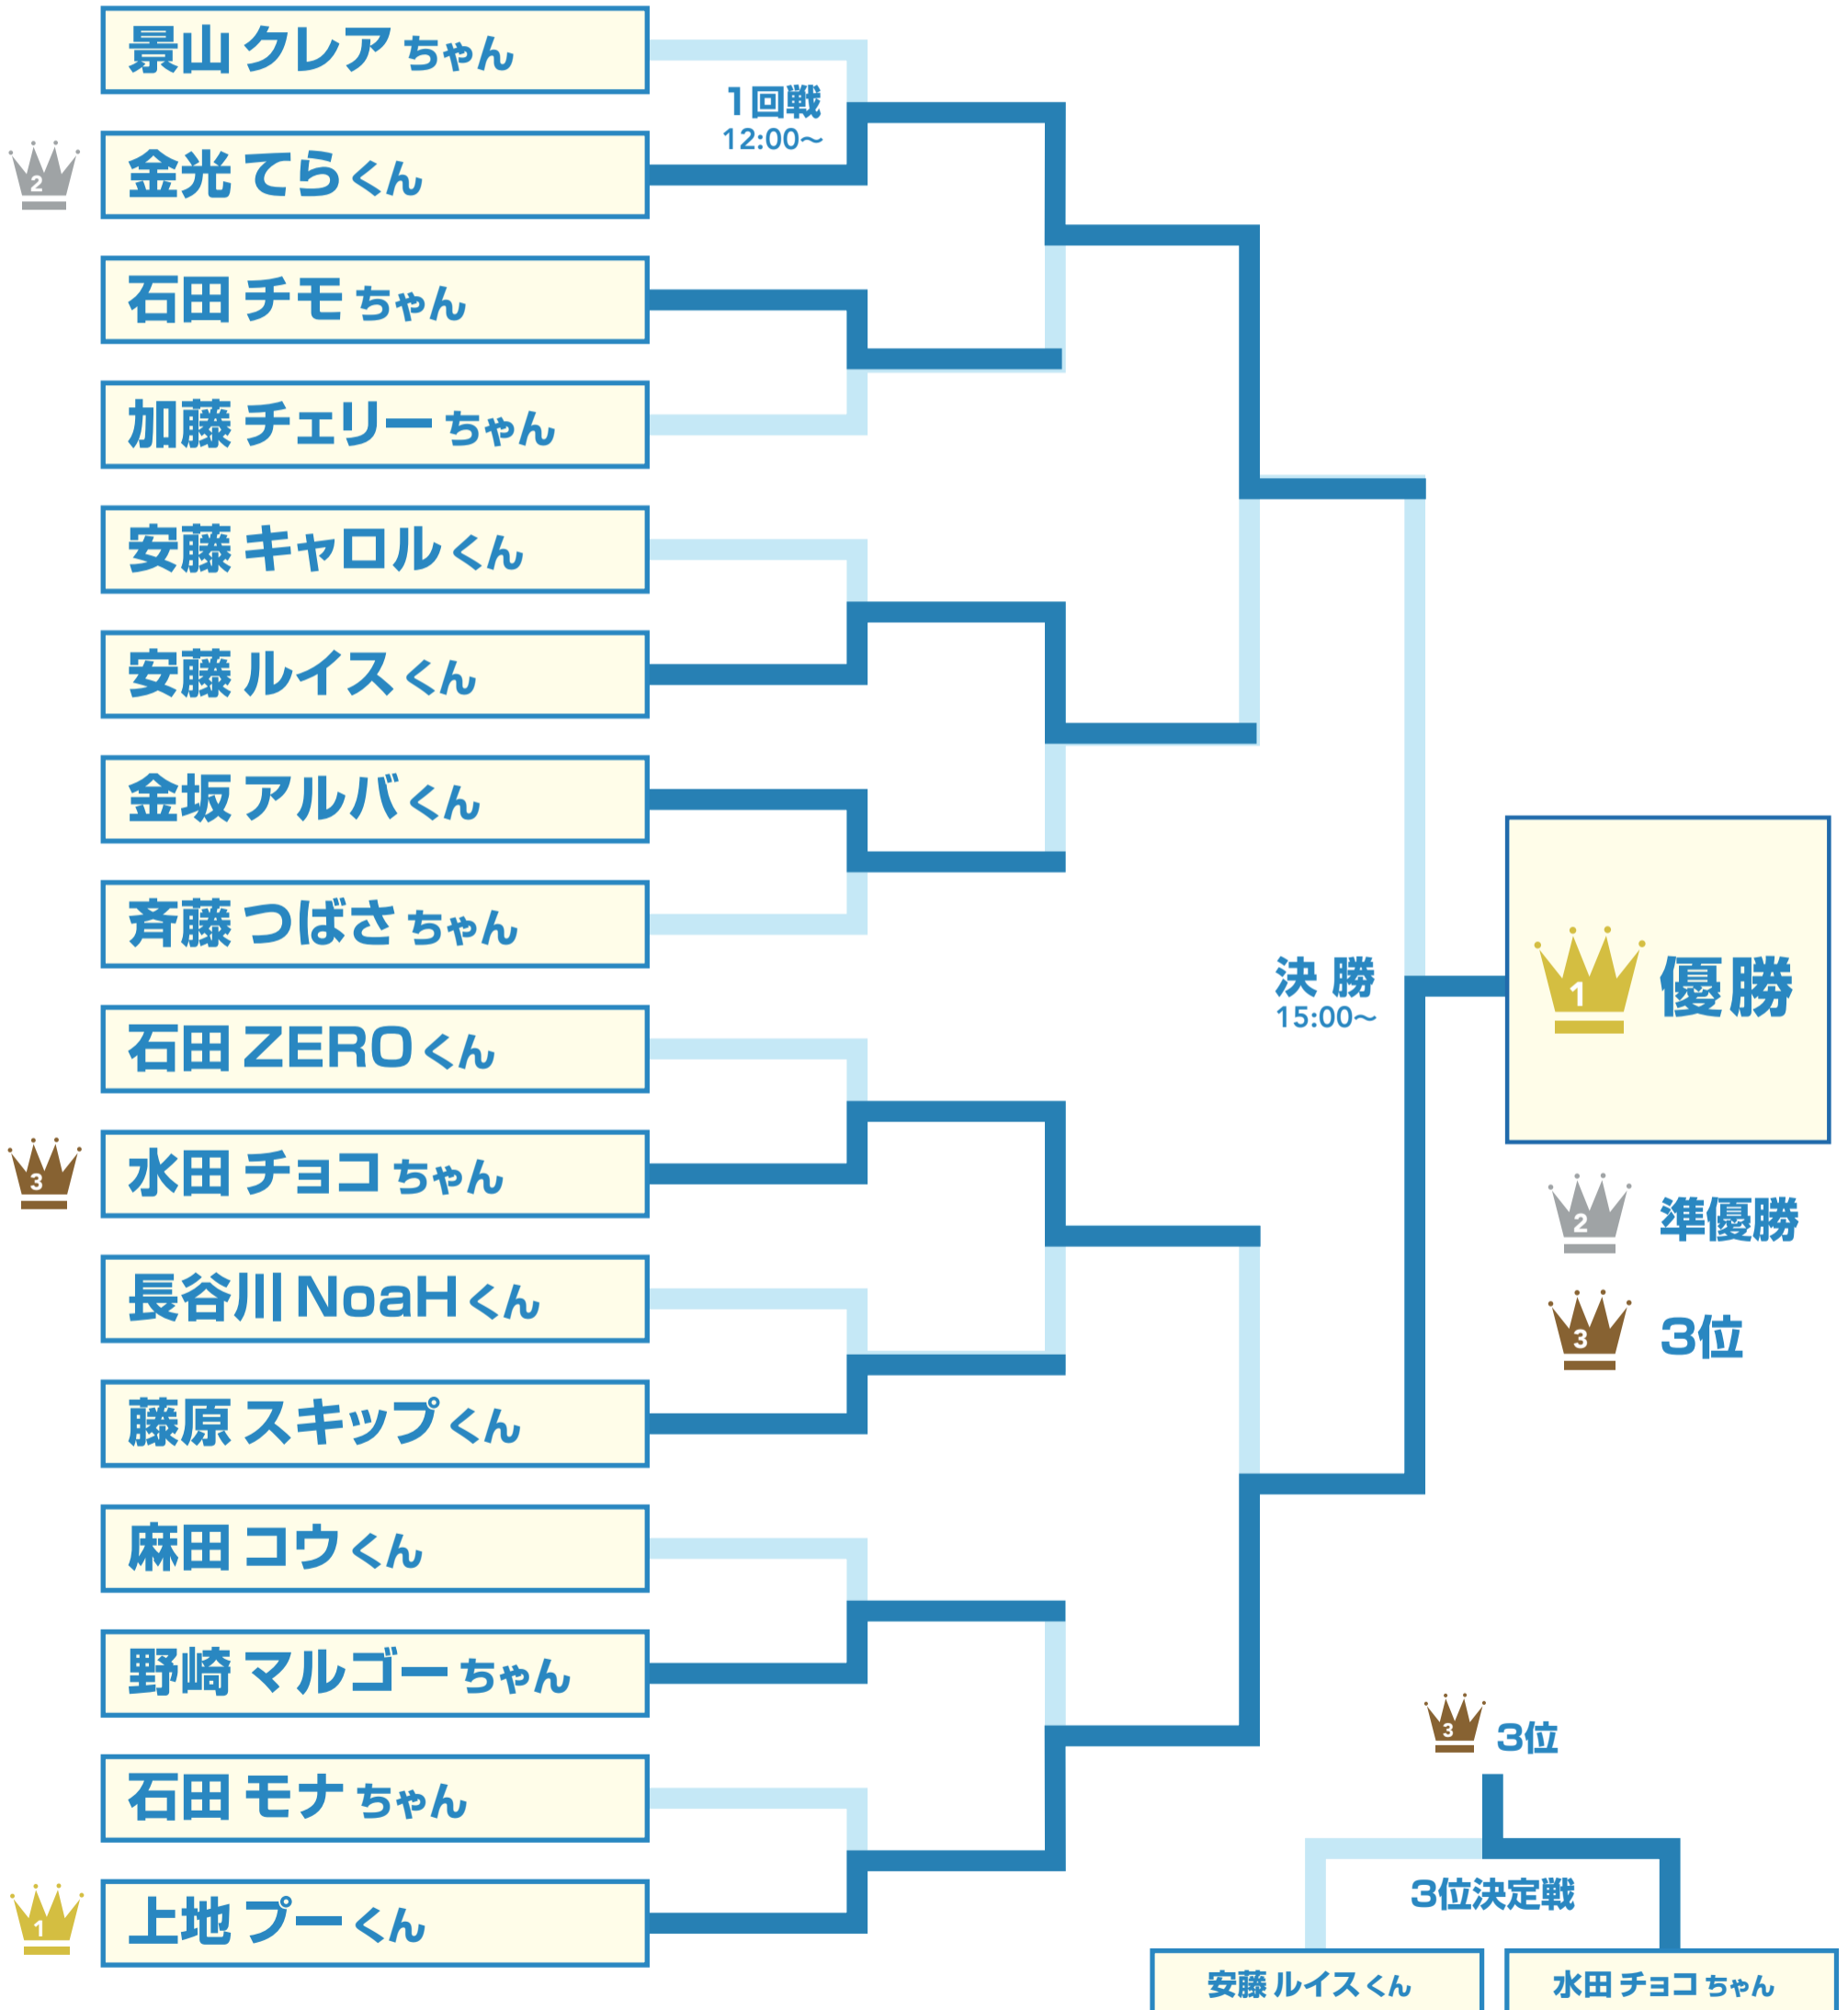 景山 クレア ちゃん
1回戦
12:00〜
2
金光 てら くん
石田 チモ ちゃん
加藤 チェリー ちゃん
安藤 キャロル くん
安藤 ルイス くん
金坂 アルバ くん
斉藤 つばさ ちゃん
決 勝
15:00〜
1 優勝
石田 ZERO くん
3
水田 チョコ ちゃん
2 準優勝
長谷川 NoaH くん
3 3位
藤原 スキップ くん
麻田 コウ くん
野崎 マルゴー ちゃん
3 3位
石田 モナ ちゃん
3位決定戦
1
上地 プー くん
安藤 ルイス くん
水田 チョコ ちゃん